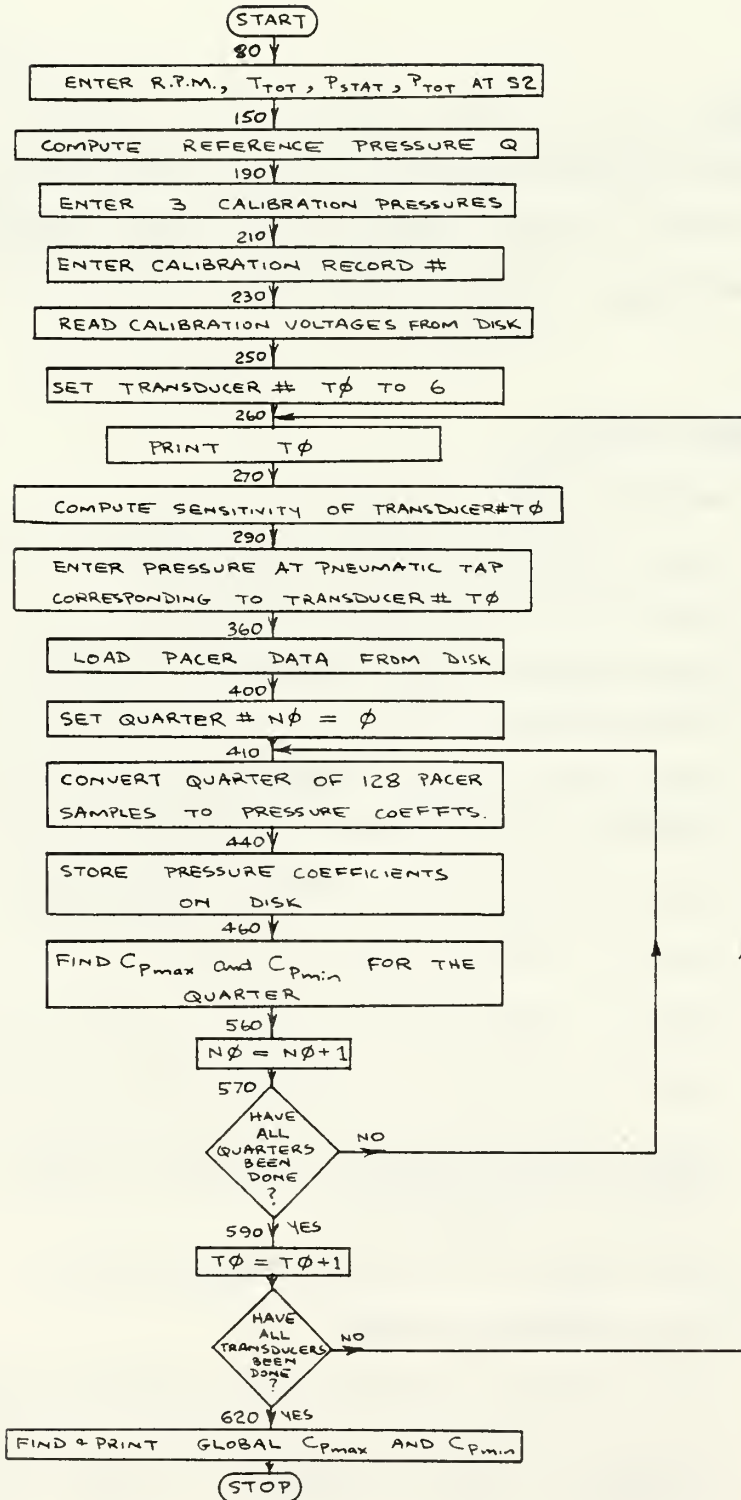 START
80
ENTER R.P.M., TTOT, PSTAT, PTOT AT S2
150
COMPUTE REFERENCE PRESSURE Q
190
ENTER 3 CALIBRATION PRESSURES
210
ENTER CALIBRATION RECORD #
230
READ CALIBRATION VOLTAGES FROM DISK
250
SET TRANSDUCER # TØ TO 6
260
PRINT TØ
270
COMPUTE SENSITIVITY OF TRANSDUCER#TØ
290
ENTER PRESSURE AT PNEUMATIC TAP
CORRESPONDING TO TRANSDUCER# TØ
360
LOAD PACER DATA FROM DISK
400
SET QUARTER # NØ = Ø
410
CONVERT QUARTER OF 128 PACER
SAMPLES TO PRESSURE COEFFTS.
440
STORE PRESSURE COEFFICIENTS
ON DISK
460
FIND CPmax and CPmin FOR THE
QUARTER
560
NØ = NØ+1
570
HAVE
ALL
QUARTERS
BEEN
DONE
?
NO
590 YES
TØ = TØ+1
HAVE
ALL
TRANSDUCERS
BEEN
DONE
?
NO
620 YES
FIND & PRINT GLOBAL CPmax AND CPmin
STOP